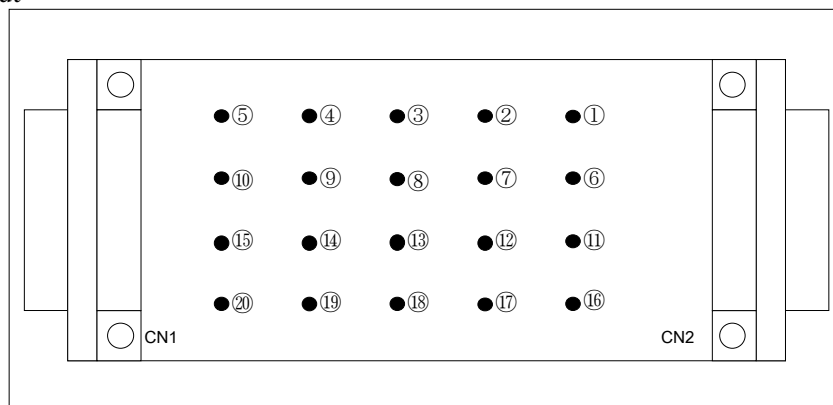 ⑤ ④ ③ ② ①
⑩ ⑨ ⑧ ⑦ ⑥
⑮ ⑭ ⑬ ⑫ ⑪
⑳ ⑲ ⑱ ⑰ ⑯
CN1 CN2